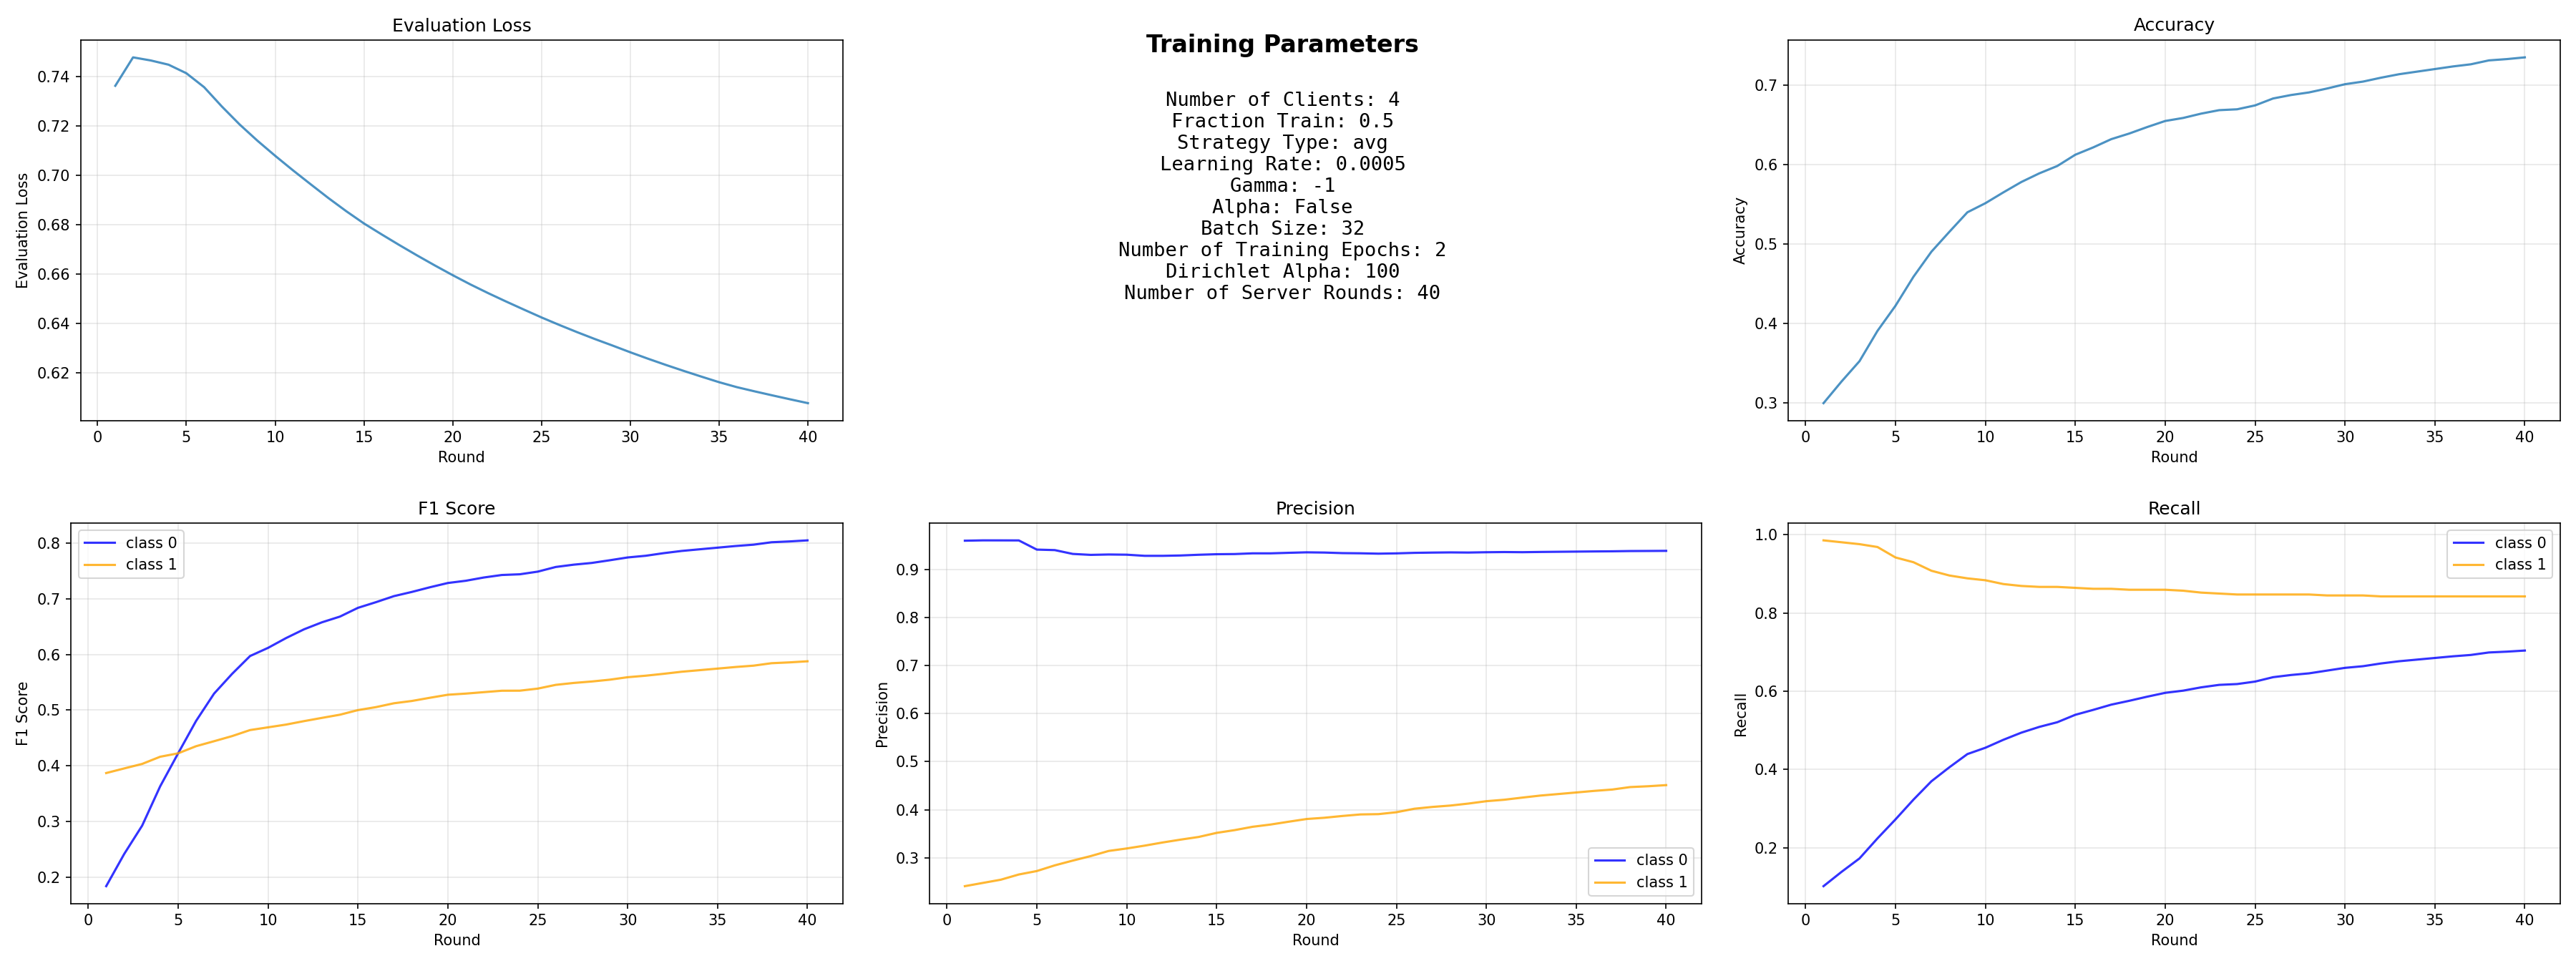 Evaluation Loss
Evaluation Loss
0.74
0.72
0.70
0.68
0.66
0.64
0.62
0 5 10 15 20 25 30 35 40
Round
Training Parameters
Number of Clients: 4
Fraction Train: 0.5
Strategy Type: avg
Learning Rate: 0.0005
Gamma: -1
Alpha: False
Batch Size: 32
Number of Training Epochs: 2
Dirichlet Alpha: 100
Number of Server Rounds: 40
Accuracy
Accuracy
0.7
0.6
0.5
0.4
0.3
0 5 10 15 20 25 30 35 40
Round
F1 Score
F1 Score
0.8
0.7
0.6
0.5
0.4
0.3
0.2
class 0
class 1
0 5 10 15 20 25 30 35 40
Round
Precision
Precision
0.9
0.8
0.7
0.6
0.5
0.4
0.3
class 0
class 1
0 5 10 15 20 25 30 35 40
Round
Recall
Recall
1.0
0.8
0.6
0.4
0.2
class 0
class 1
0 5 10 15 20 25 30 35 40
Round